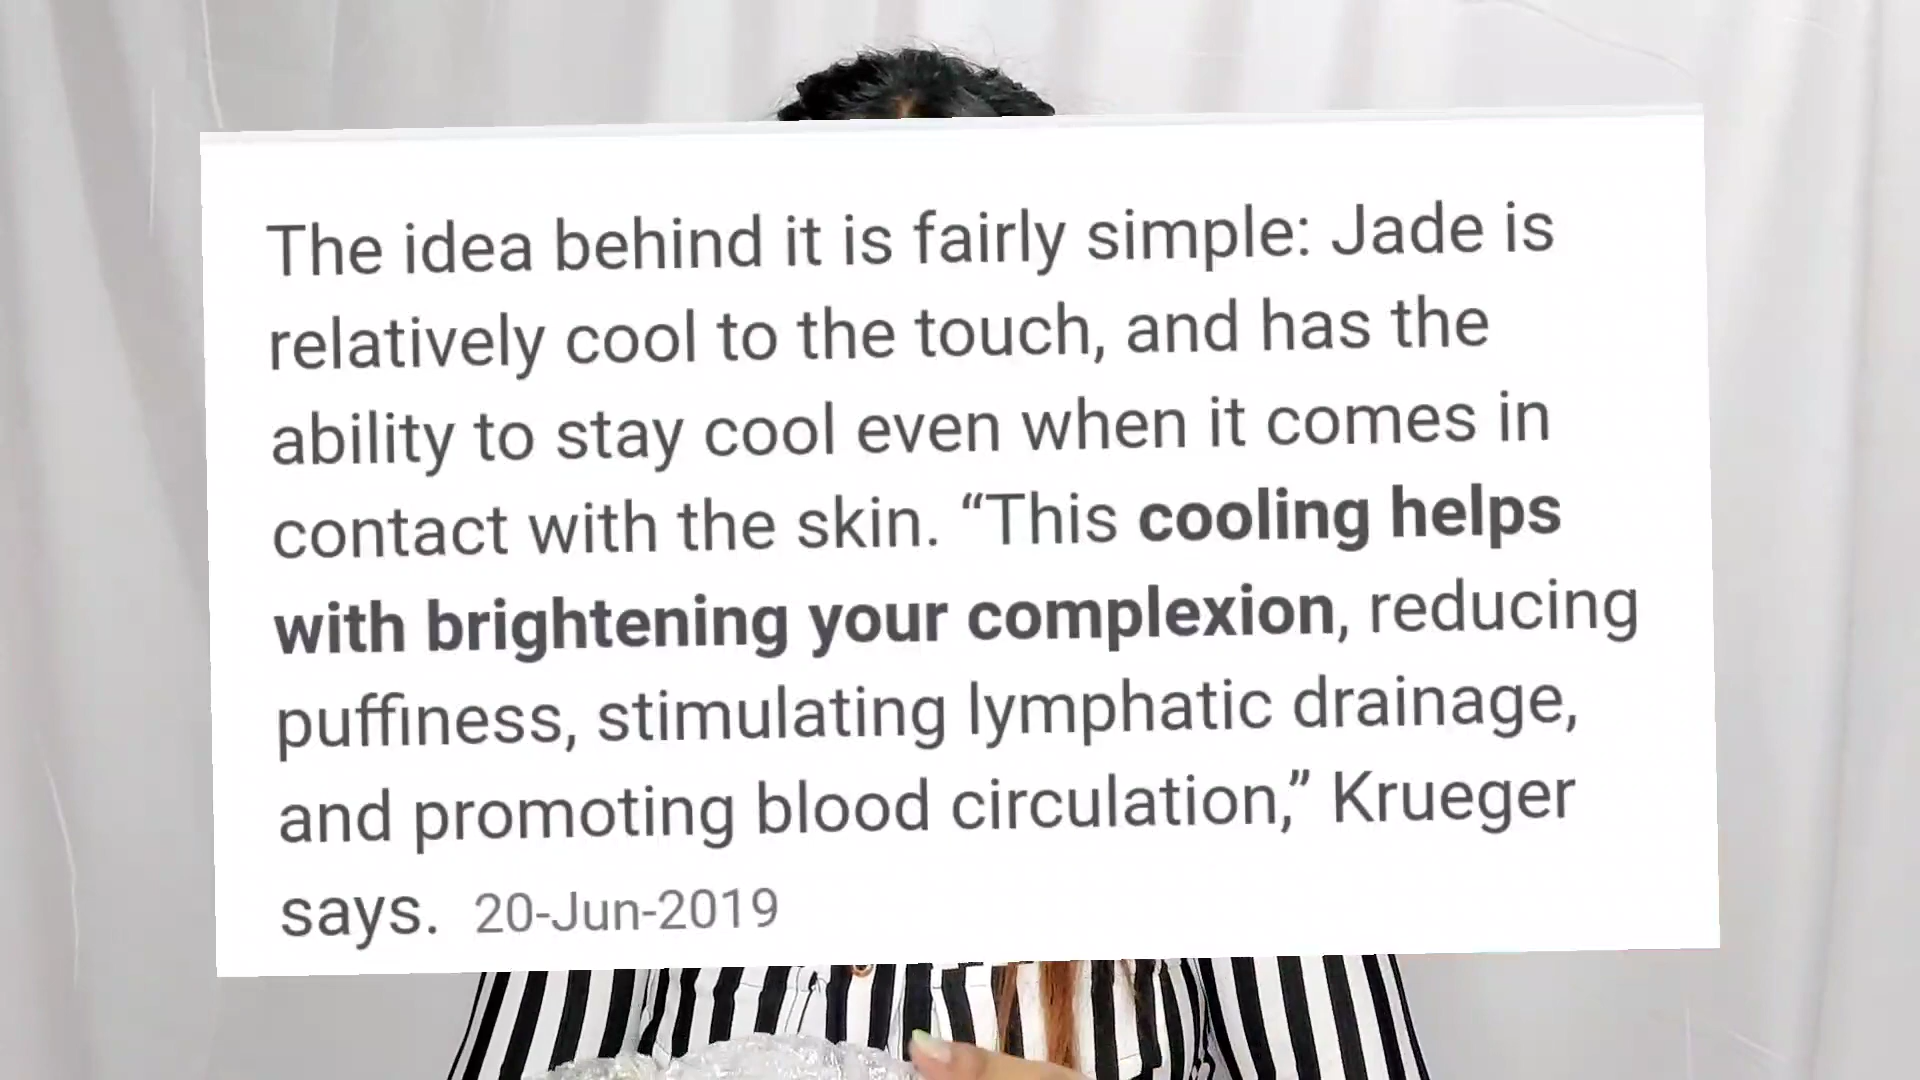 The idea behind it is fairly simple: Jade is
relatively cool to the touch, and has the
ability to stay cool even when it comes in
contact with the skin. “This cooling helps
with brightening your complexion, reducing
puffiness, stimulating lymphatic drainage,
and promoting blood circulation,” Krueger
says. 20-Jun-2019